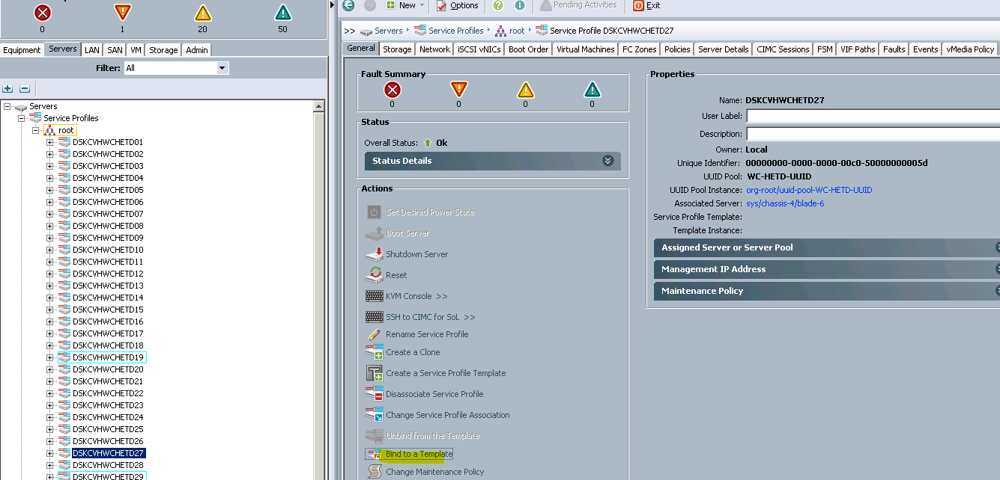 New Options Pending Activities Exit
0 1 20 50
>> Servers Service Profiles root Service Profile DSKCVHWCHETD27
Equipment Servers LAN SAN VM Storage Admin
General Storage Network iSCSI vNICs Boot Order Virtual Machines FC Zones Policies Server Details CIMC Sessions FSM VIF Paths Faults Events vMedia Policy
Filter: All
Servers
Service Profiles
root
DSKCVHWCHETD01
DSKCVHWCHETD02
DSKCVHWCHETD03
DSKCVHWCHETD04
DSKCVHWCHETD05
DSKCVHWCHETD06
DSKCVHWCHETD07
DSKCVHWCHETD08
DSKCVHWCHETD09
DSKCVHWCHETD10
DSKCVHWCHETD11
DSKCVHWCHETD12
DSKCVHWCHETD13
DSKCVHWCHETD14
DSKCVHWCHETD15
DSKCVHWCHETD16
DSKCVHWCHETD17
DSKCVHWCHETD18
DSKCVHWCHETD19
DSKCVHWCHETD20
DSKCVHWCHETD21
DSKCVHWCHETD22
DSKCVHWCHETD23
DSKCVHWCHETD24
DSKCVHWCHETD25
DSKCVHWCHETD26
DSKCVHWCHETD27
DSKCVHWCHETD28
DSKCVHWCHETD29
Fault Summary
0 0 0 0
Status
Overall Status: Ok
Status Details
Actions
Set Desired Power State
Boot Server
Shutdown Server
Reset
KVM Console >>
SSH to CIMC for SoL >>
Rename Service Profile
Create a Clone
Create a Service Profile Template
Disassociate Service Profile
Change Service Profile Association
Unbind from the Template
Bind to a Template
Change Maintenance Policy
Properties
Name: DSKCVHWCHETD27
User Label:
Description:
Owner: Local
Unique Identifier: 00000000-0000-0000-00c0-50000000005d
UUID Pool: WC-HETD-UUID
UUID Pool Instance: org-root/uuid-pool-WC-HETD-UUID
Associated Server: sys/chassis-4/blade-6
Service Profile Template:
Template Instance:
Assigned Server or Server Pool
Management IP Address
Maintenance Policy